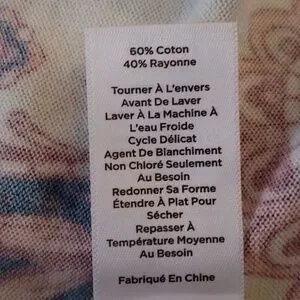 60% Coton
40% Rayonne
Tourner À L'envers
Avant De Laver
Laver À La Machine À
L'eau Froide
Cycle Délicat
Agent De Blanchiment
Non Chloré Seulement
Au Besoin
Redonner Sa Forme
Étendre À Plat Pour
Sécher
Repasser À
Température Moyenne
Au Besoin
Fabriqué En Chine